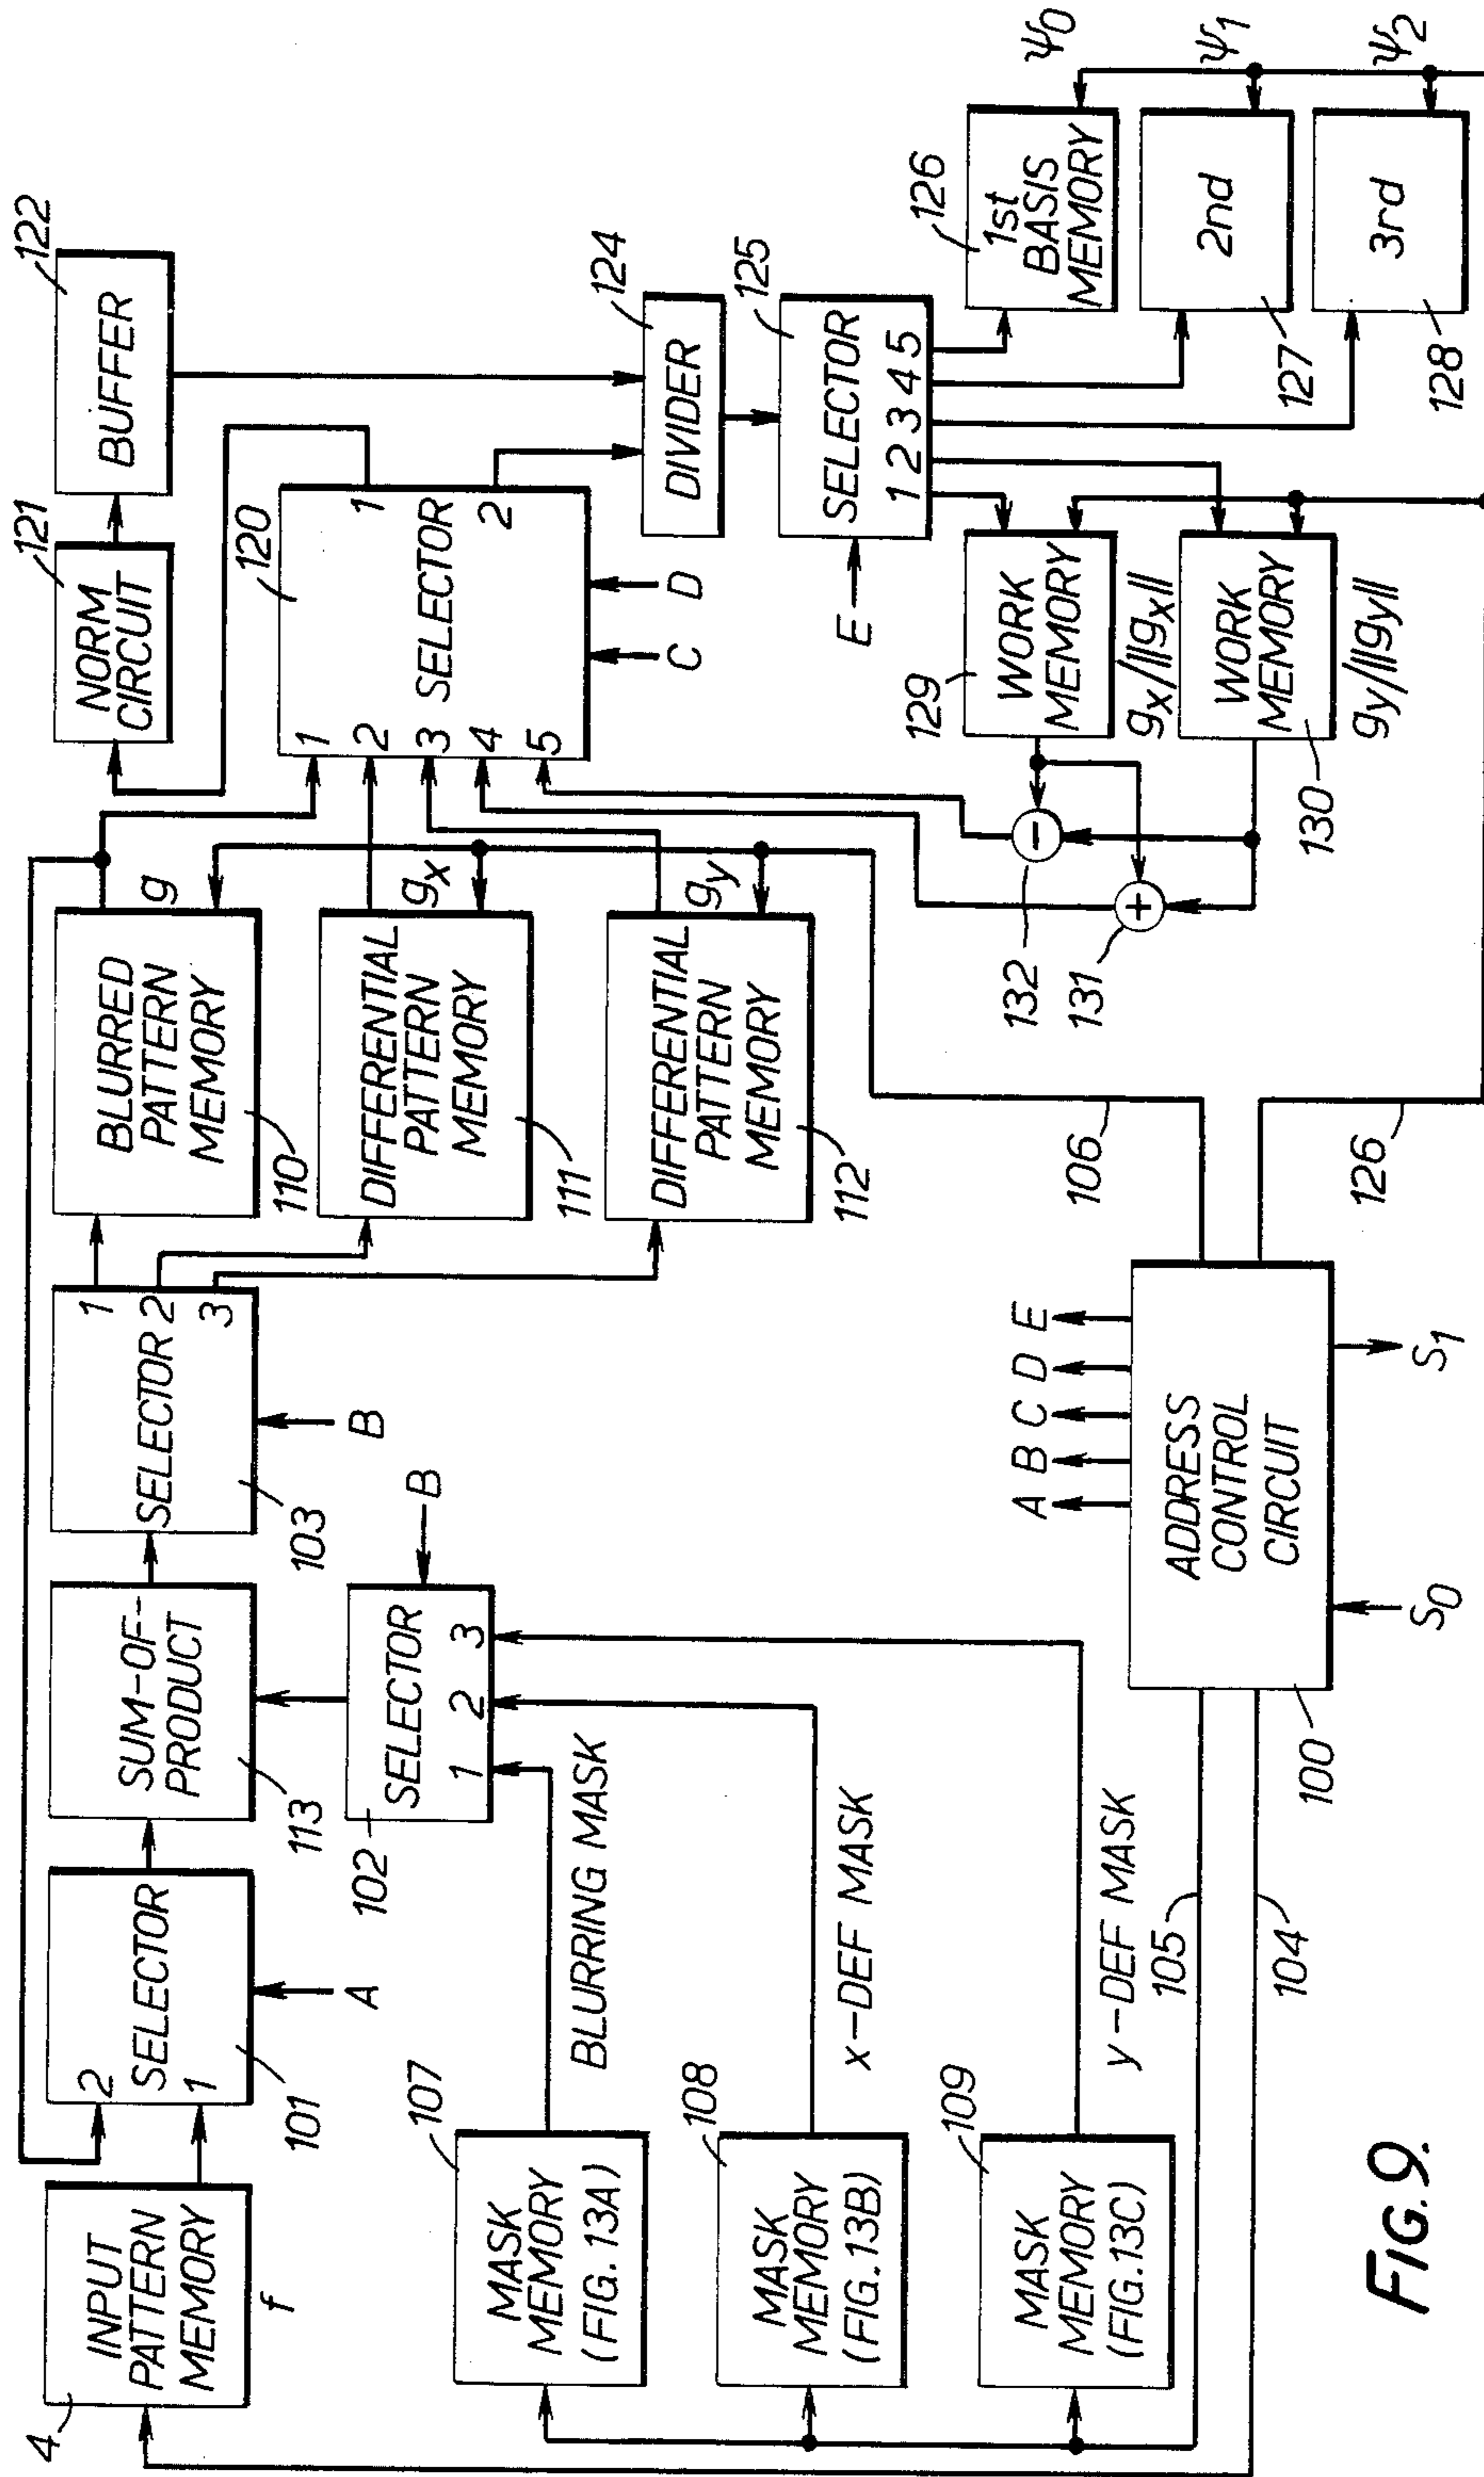 4
INPUT
PATTERN
MEMORY
f
2
SELECTOR
1
101
A
SUM-OF-
PRODUCT
113
SELECTOR
1
2
3
103
B
BLURRED
PATTERN
MEMORY
110
g
DIFFERENTIAL
PATTERN
MEMORY
111
gx
DIFFERENTIAL
PATTERN
MEMORY
112
gy
NORM
CIRCUIT
121
BUFFER
122
120
1
2
3
4
5
SELECTOR
1
2
C
D
DIVIDER
124
SELECTOR
1 2 3 4 5
125
E
1st
BASIS
MEMORY
126
ψ0
2nd
127
ψ1
3rd
128
ψ2
129
WORK
MEMORY
gx/||gx||
WORK
MEMORY
gy/||gy||
130
-
132
+
131
SELECTOR
1 2 3
102
B
107
MASK
MEMORY
(FIG. 13A)
BLURRING MASK
108
MASK
MEMORY
(FIG. 13B)
x-DEF MASK
109
MASK
MEMORY
(FIG. 13C)
y-DEF MASK
105
104
A B C D E
ADDRESS
CONTROL
CIRCUIT
100
S0
S1
106
126
FIG. 9.